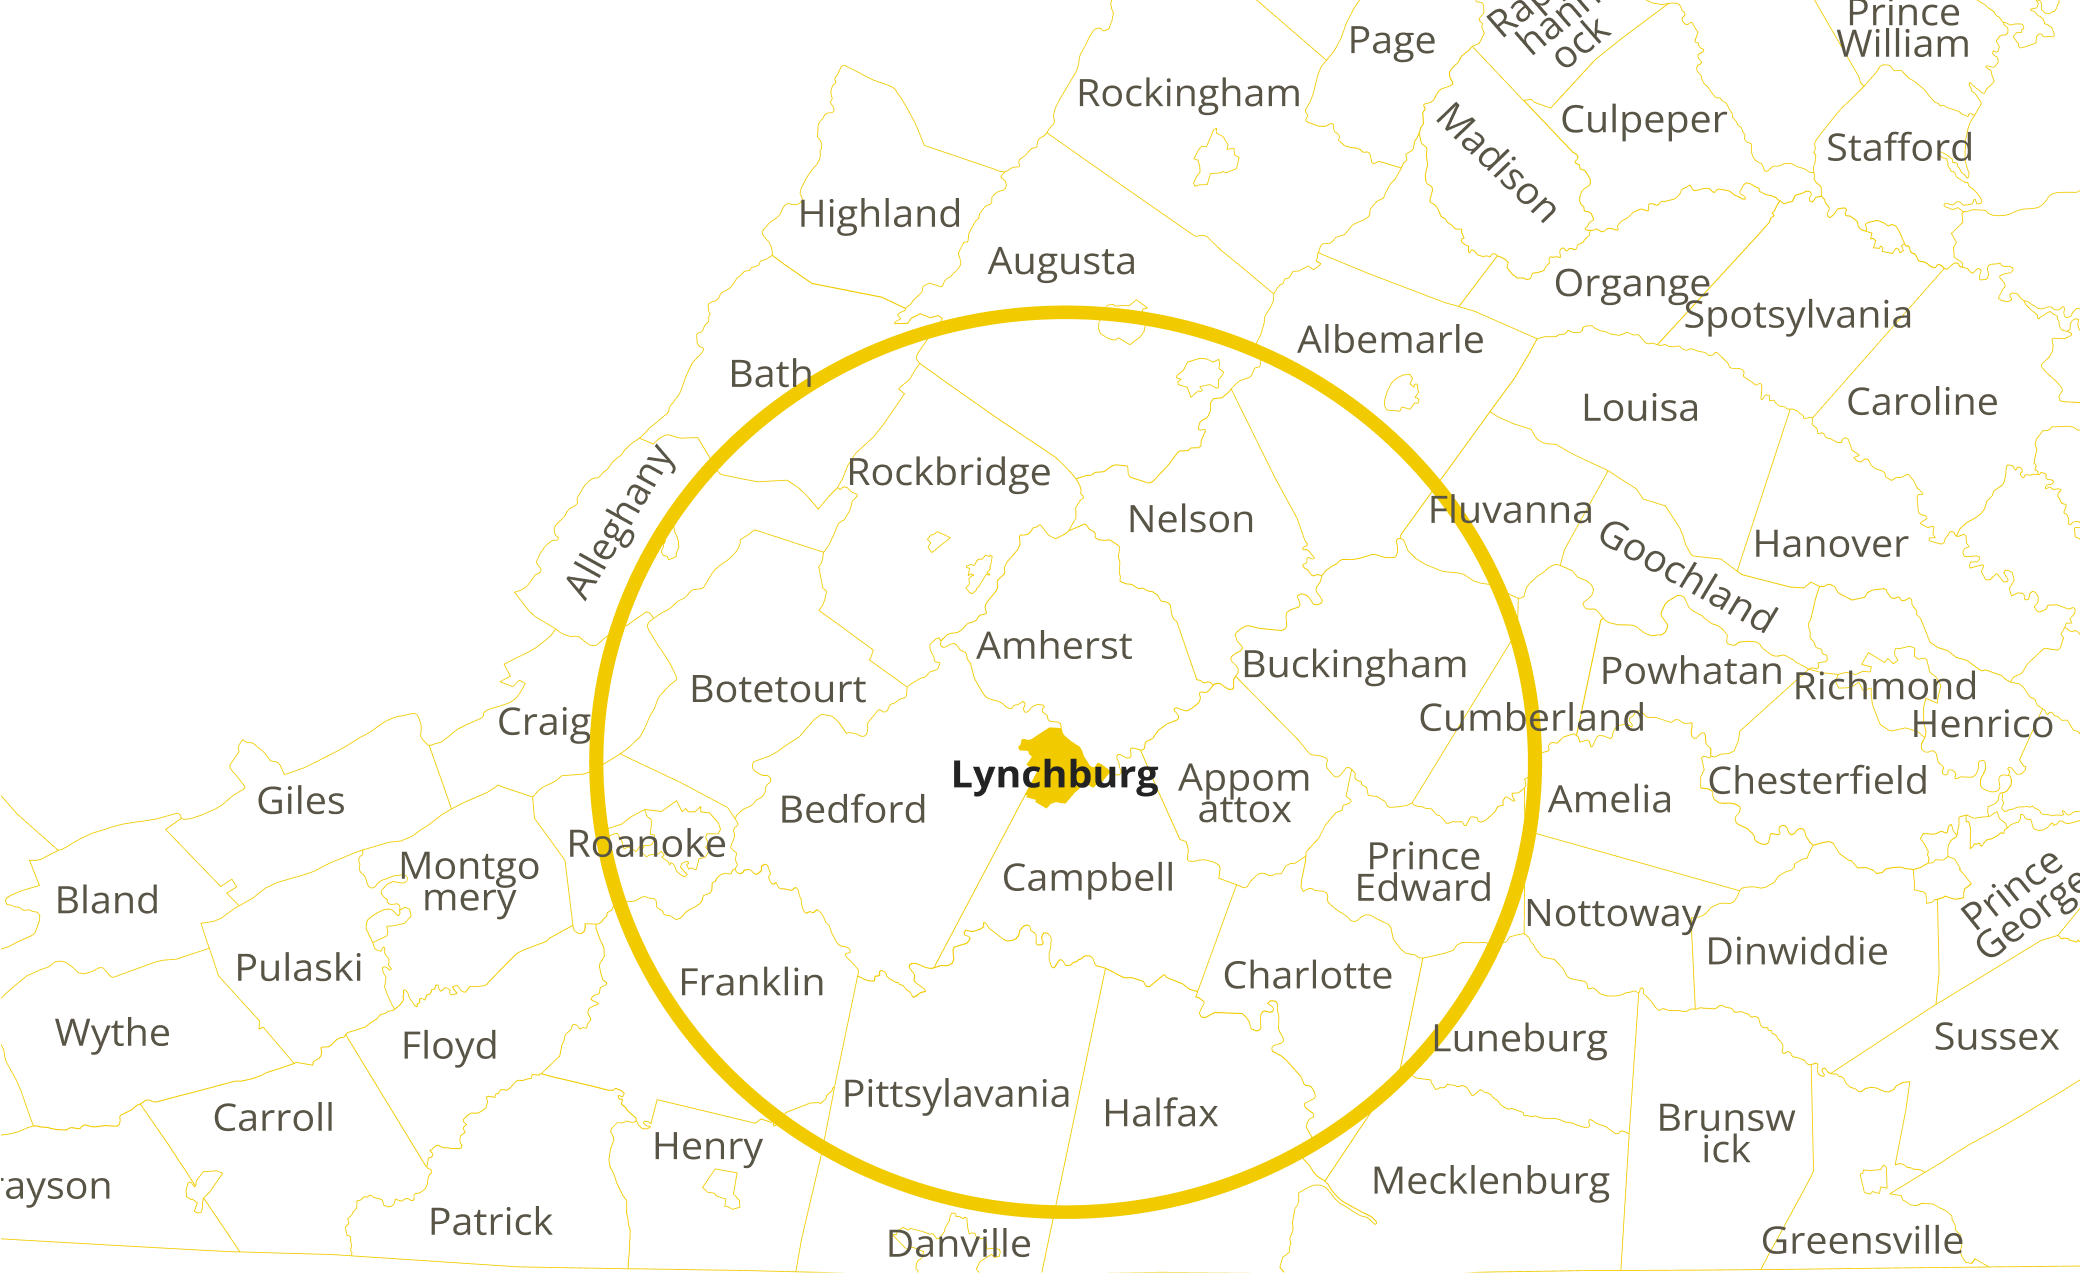 Prince
William
Page
Rap
hann
ock
Rockingham
Culpeper
Madison
Stafford
Highland
Augusta
Organge
Spotsylvania
Albemarle
Bath
Louisa
Caroline
Alleghany
Rockbridge
Nelson
Fluvanna
Goochland
Hanover
Amherst
Buckingham
Powhatan
Botetourt
Richmond
Craig
Cumberland
Henrico
Lynchburg
Appom
attox
Giles
Bedford
Amelia
Chesterfield
Roanoke
Montgo
mery
Prince
Edward
Campbell
Bland
Nottoway
Prince
George
Dinwiddie
Pulaski
Franklin
Charlotte
Wythe
Floyd
Luneburg
Sussex
Pittsylavania
Halfax
Carroll
Henry
Brunsw
ick
rayson
Mecklenburg
Patrick
Danville
Greensville